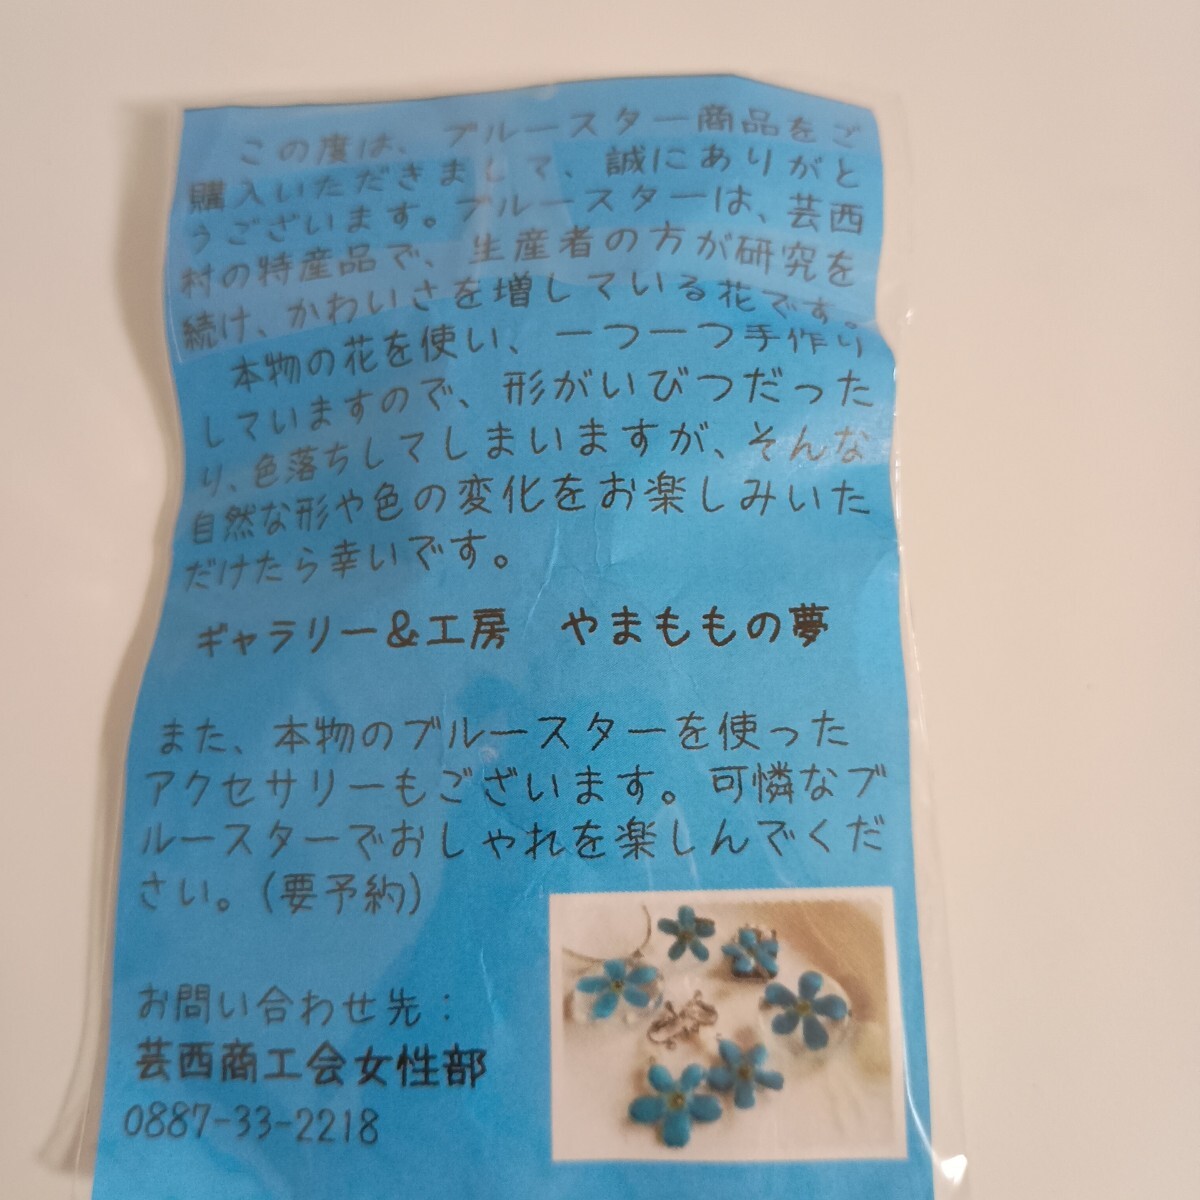 この度は、ブルースター商品をご
購入いただきまして、誠にありがと
うございます。ブルースターは、芸西
村の特産品で、生産者の方が研究を
続け、かわいさを増している花です。
本物の花を使い、一つ一つ手作り
していますので、形がいびつだった
り、色落ちしてしまいますが、そんな
自然な形や色の変化をお楽しみいた
だけたら幸いです。
ギャラリー&工房 やまももの夢
また、本物のブルースターを使った
アクセサリーもございます。可憐なブ
ルースターでおしゃれを楽しんでくだ
さい。(要予約)
お問い合わせ先:
芸西商工会女性部
0887-33-2218